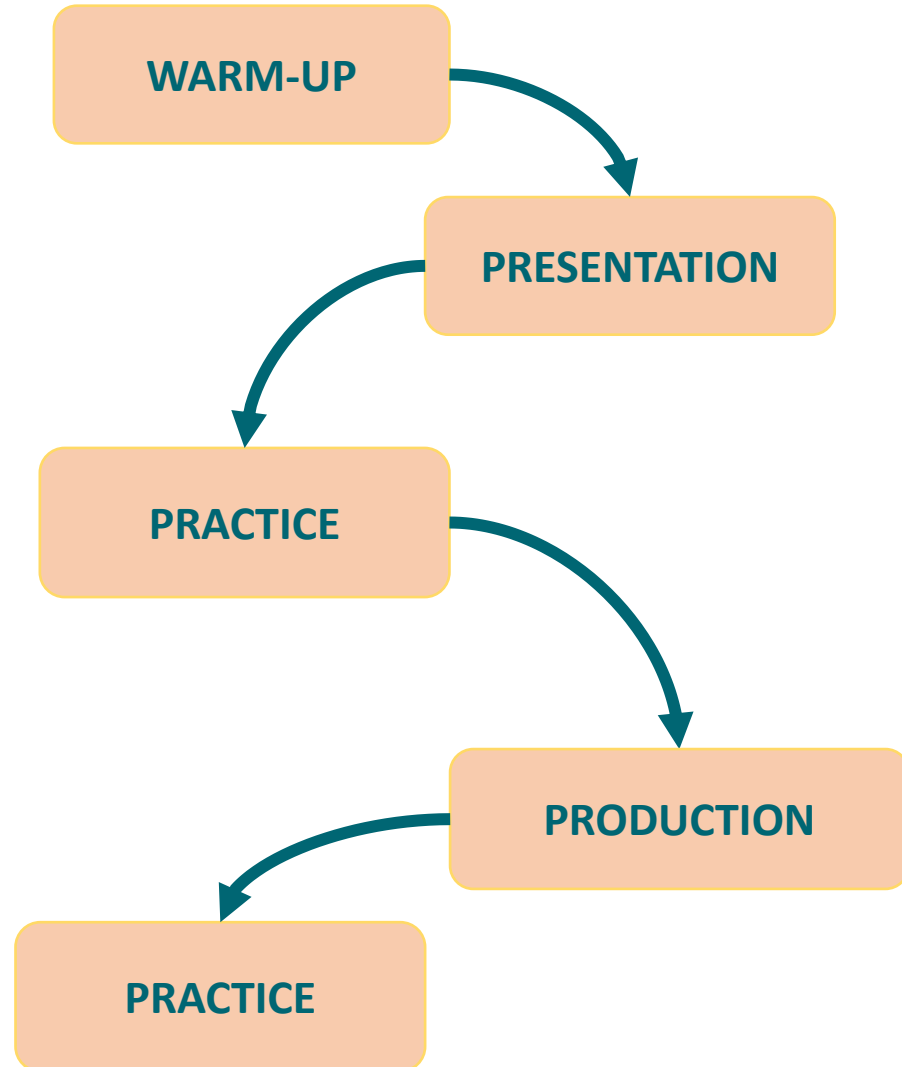 WARM-UP
PRESENTATION
PRACTICE
PRODUCTION
PRACTICE